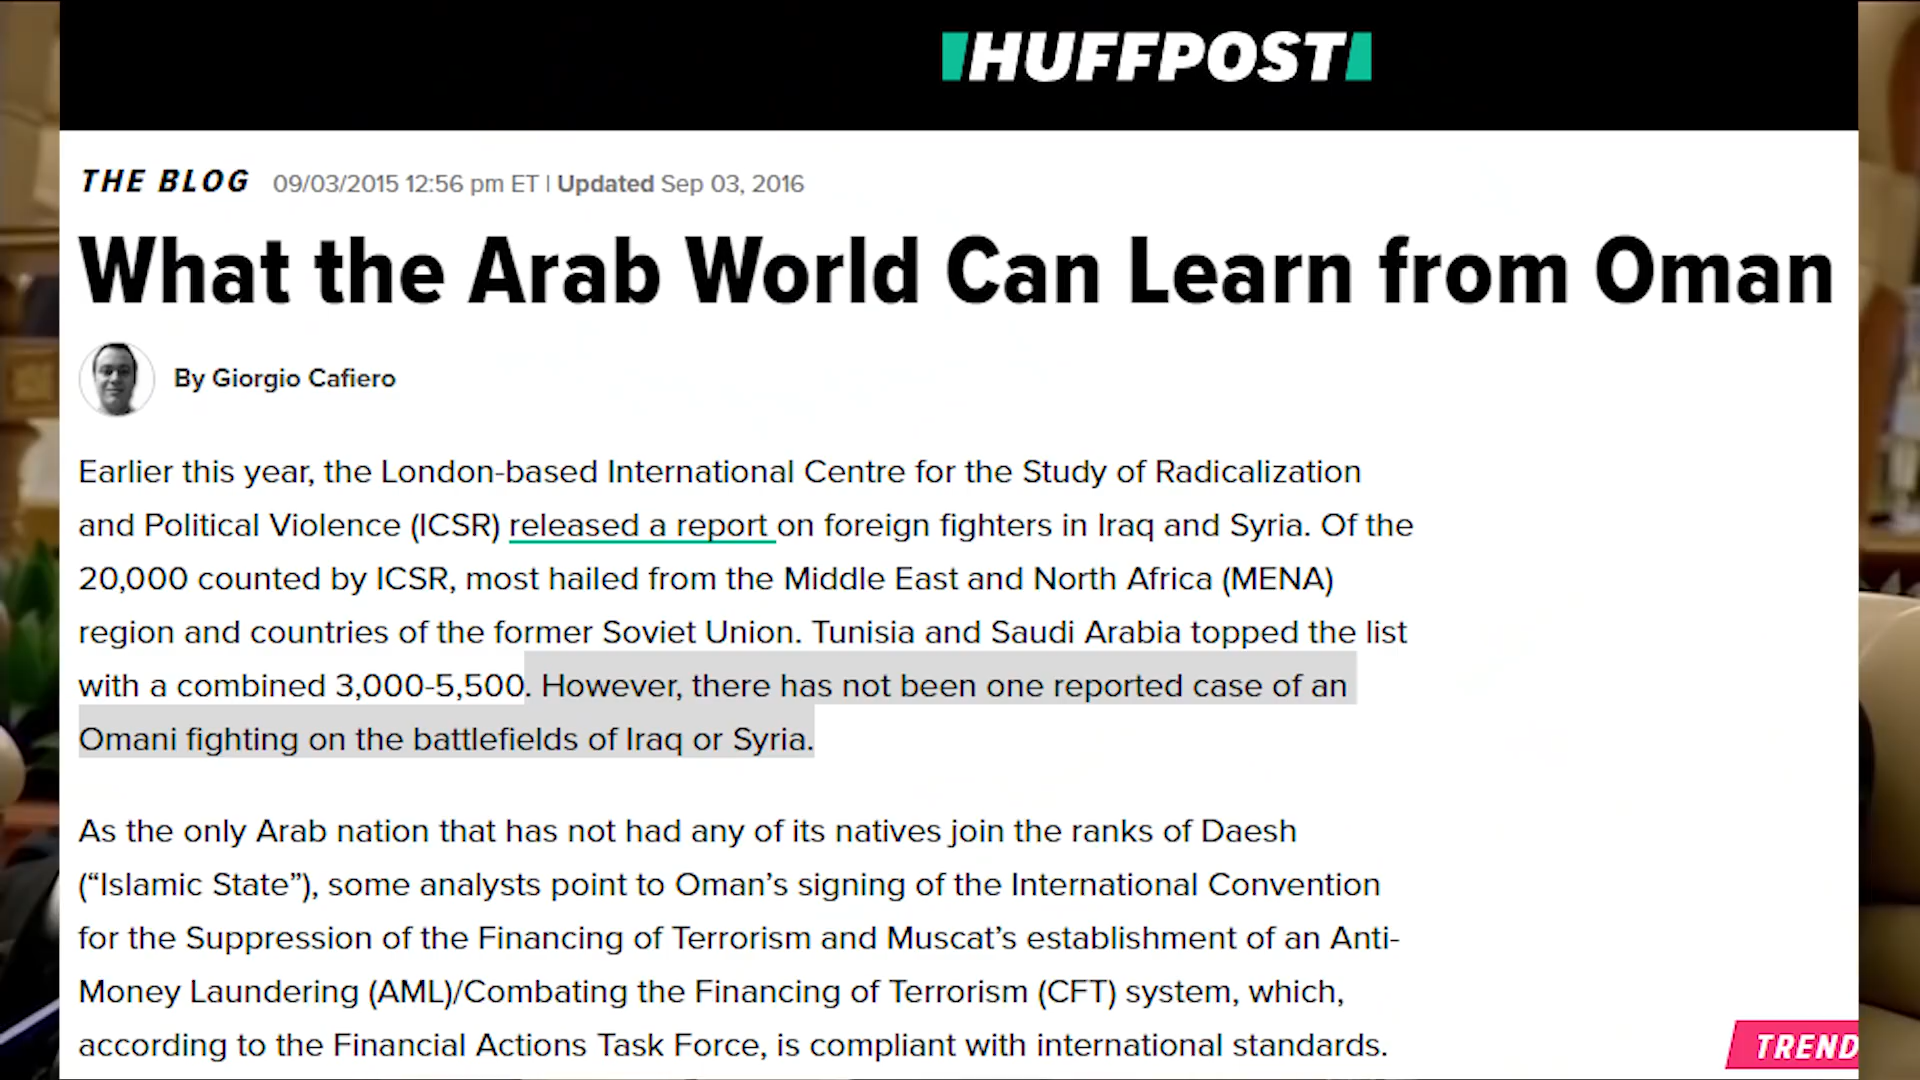 HUFFPOST
THE BLOG 09/03/2015 12:56 pm ET | Updated Sep 03, 2016
What the Arab World Can Learn from Oman
By Giorgio Cafiero
Earlier this year, the London-based International Centre for the Study of Radicalization
and Political Violence (ICSR) released a report on foreign fighters in Iraq and Syria. Of the
20,000 counted by ICSR, most hailed from the Middle East and North Africa (MENA)
region and countries of the former Soviet Union. Tunisia and Saudi Arabia topped the list
with a combined 3,000-5,500. However, there has not been one reported case of an
Omani fighting on the battlefields of Iraq or Syria.
As the only Arab nation that has not had any of its natives join the ranks of Daesh
(“Islamic State”), some analysts point to Oman’s signing of the International Convention
for the Suppression of the Financing of Terrorism and Muscat’s establishment of an Anti-
Money Laundering (AML)/Combating the Financing of Terrorism (CFT) system, which,
according to the Financial Actions Task Force, is compliant with international standards.
TREND